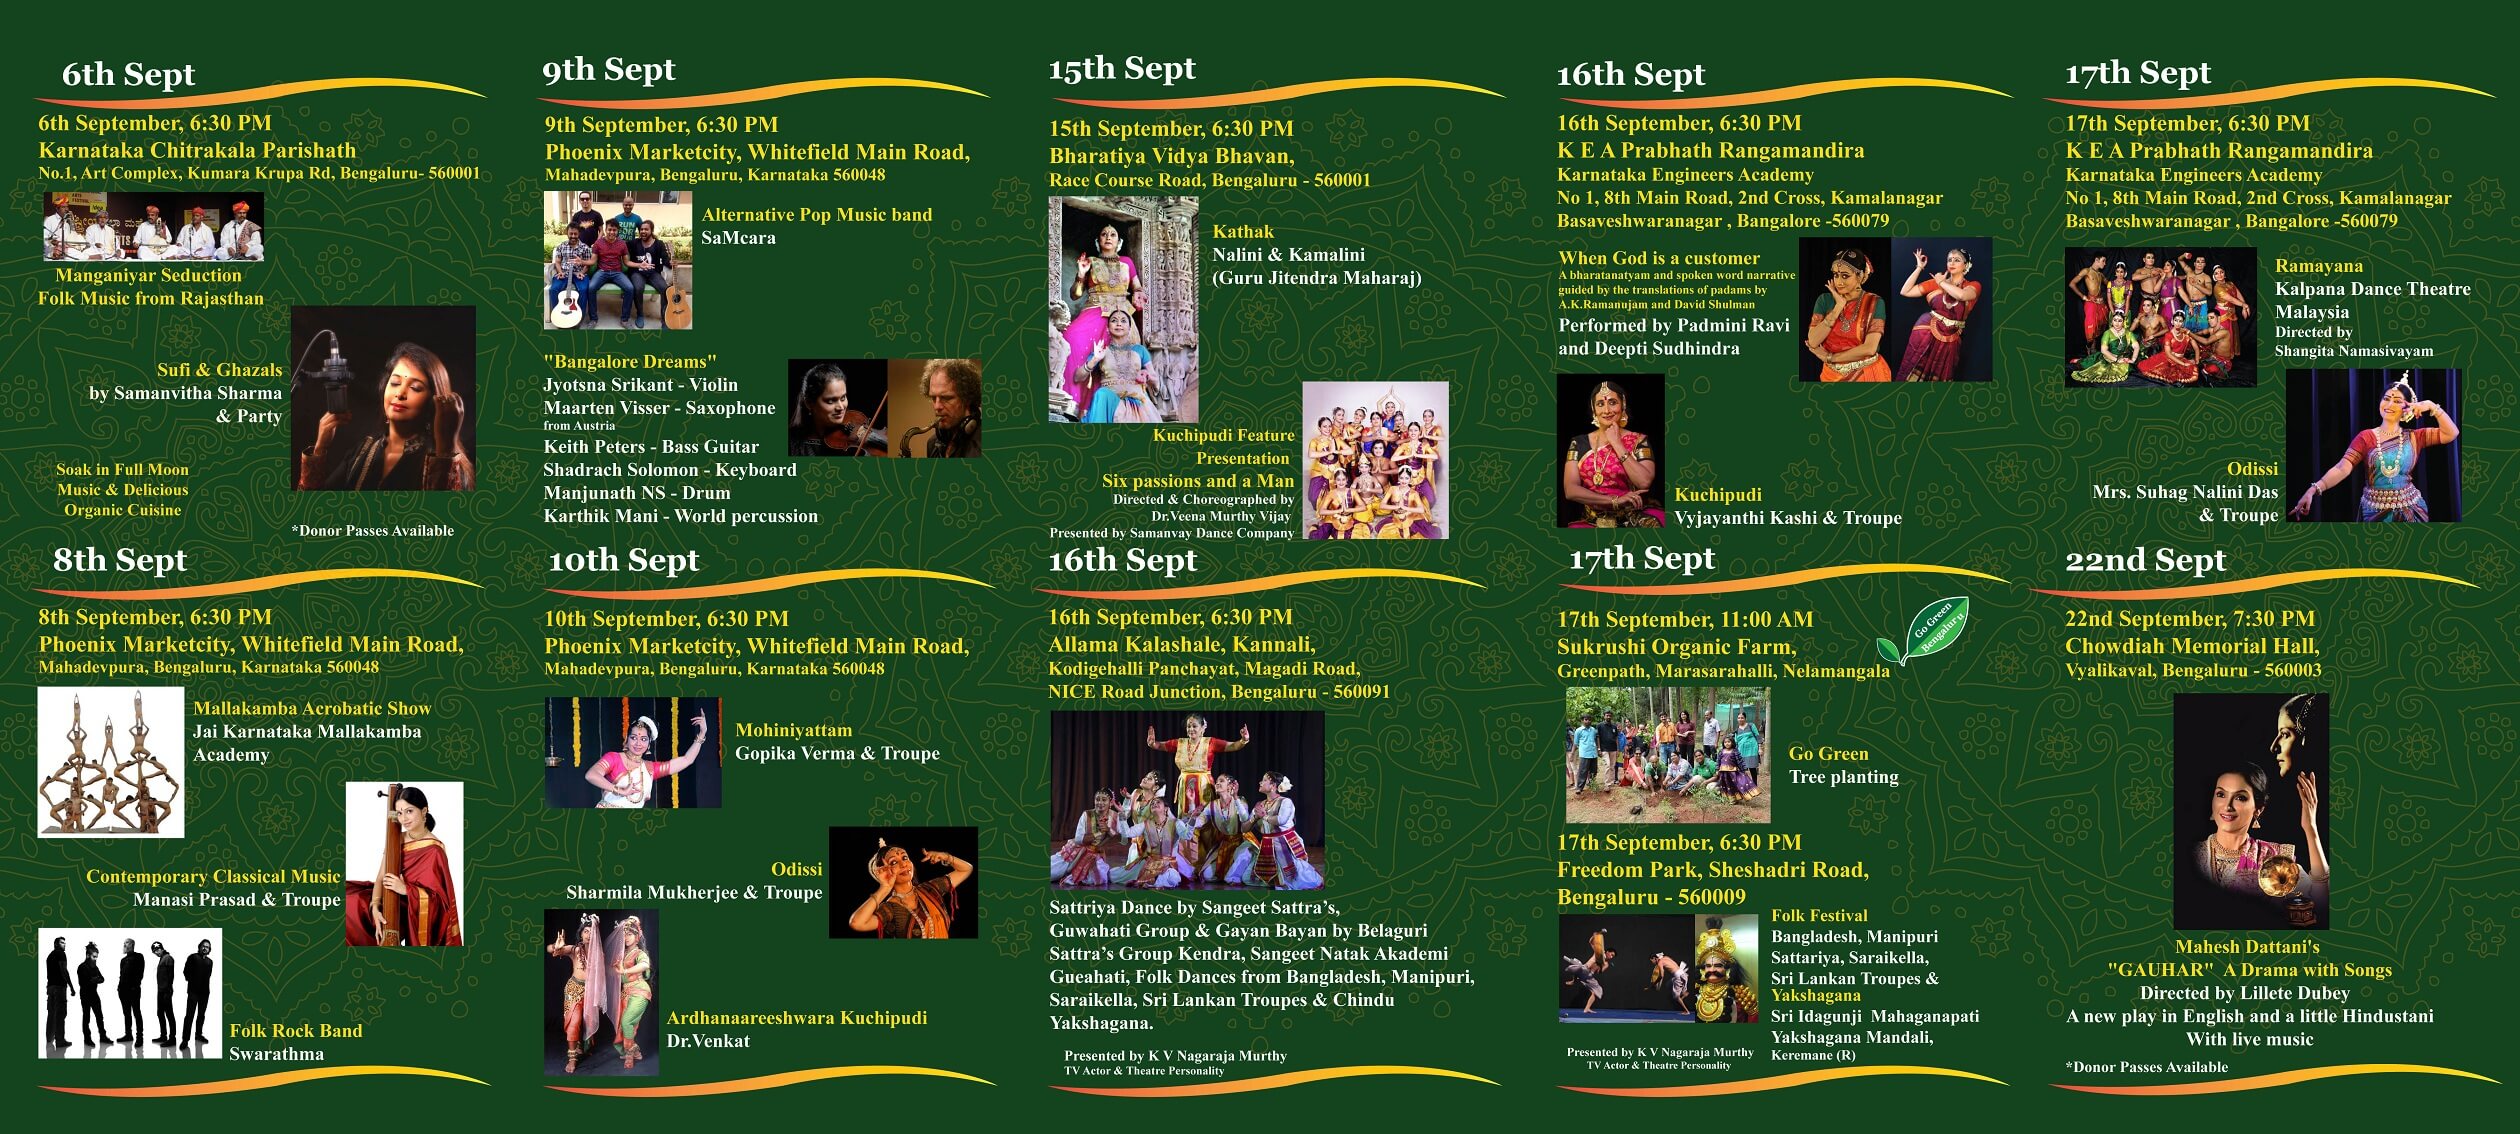 6th Sept
6th September, 6:30 PM
Karnataka Chitrakala Parishath
No.1, Art Complex, Kumara Krupa Rd, Bengaluru- 560001
Manganiyar Seduction
Folk Music from Rajasthan
Sufi & Ghazals
by Samanvitha Sharma
& Party
Soak in Full Moon
Music & Delicious
Organic Cuisine
*Donor Passes Available
8th Sept
8th September, 6:30 PM
Phoenix Marketcity, Whitefield Main Road,
Mahadevpura, Bengaluru, Karnataka 560048
Mallakamba Acrobatic Show
Jai Karnataka Mallakamba
Academy
Contemporary Classical Music
Manasi Prasad & Troupe
Folk Rock Band
Swarathma
9th Sept
9th September, 6:30 PM
Phoenix Marketcity, Whitefield Main Road,
Mahadevpura, Bengaluru, Karnataka 560048
Alternative Pop Music band
SaMcara
"Bangalore Dreams"
Jyotsna Srikant - Violin
Maarten Visser - Saxophone
from Austria
Keith Peters - Bass Guitar
Shadrach Solomon - Keyboard
Manjunath NS - Drum
Karthik Mani - World percussion
10th Sept
10th September, 6:30 PM
Phoenix Marketcity, Whitefield Main Road,
Mahadevpura, Bengaluru, Karnataka 560048
Mohiniyattam
Gopika Verma & Troupe
Odissi
Sharmila Mukherjee & Troupe
Ardhanaareeshwara Kuchipudi
Dr.Venkat
15th Sept
15th September, 6:30 PM
Bharatiya Vidya Bhavan,
Race Course Road, Bengaluru - 560001
Kathak
Nalini & Kamalini
(Guru Jitendra Maharaj)
Kuchipudi Feature
Presentation
Six passions and a Man
Directed & Choreographed by
Dr.Veena Murthy Vijay
Presented by Samanvay Dance Company
16th Sept
16th September, 6:30 PM
Allama Kalashale, Kannali,
Kodigehalli Panchayat, Magadi Road,
NICE Road Junction, Bengaluru - 560091
Sattriya Dance by Sangeet Sattra's,
Guwahati Group & Gayan Bayan by Belaguri
Sattra's Group Kendra, Sangeet Natak Akademi
Gueahati, Folk Dances from Bangladesh, Manipuri,
Saraikella, Sri Lankan Troupes & Chindu
Yakshagana.
Presented by K V Nagaraja Murthy
TV Actor & Theatre Personality
16th Sept
16th September, 6:30 PM
K E A Prabhath Rangamandira
Karnataka Engineers Academy
No 1, 8th Main Road, 2nd Cross, Kamalanagar
Basaveshwaranagar , Bangalore -560079
When God is a customer
A bharatanatyam and spoken word narrative
guided by the translations of padams by
A.K.Ramanujam and David Shulman
Performed by Padmini Ravi
and Deepti Sudhindra
Kuchipudi
Vyjayanthi Kashi & Troupe
17th Sept
17th September, 11:00 AM
Sukrushi Organic Farm,
Greenpath, Marasarahalli, Nelamangala
Go Green
Bengaluru
Go Green
Tree planting
17th September, 6:30 PM
Freedom Park, Sheshadri Road,
Bengaluru - 560009
Folk Festival
Bangladesh, Manipuri
Sattariya, Saraikella,
Sri Lankan Troupes &
Yakshagana
Sri Idagunji Mahaganapati
Yakshagana Mandali,
Keremane (R)
Presented by K V Nagaraja Murthy
TV Actor & Theatre Personality
17th Sept
17th September, 6:30 PM
K E A Prabhath Rangamandira
Karnataka Engineers Academy
No 1, 8th Main Road, 2nd Cross, Kamalanagar
Basaveshwaranagar , Bangalore -560079
Ramayana
Kalpana Dance Theatre
Malaysia
Directed by
Shangita Namasivayam
Odissi
Mrs. Suhag Nalini Das
& Troupe
22nd Sept
22nd September, 7:30 PM
Chowdiah Memorial Hall,
Vyalikaval, Bengaluru - 560003
Mahesh Dattani's
"GAUHAR" A Drama with Songs
Directed by Lillete Dubey
A new play in English and a little Hindustani
With live music
*Donor Passes Available